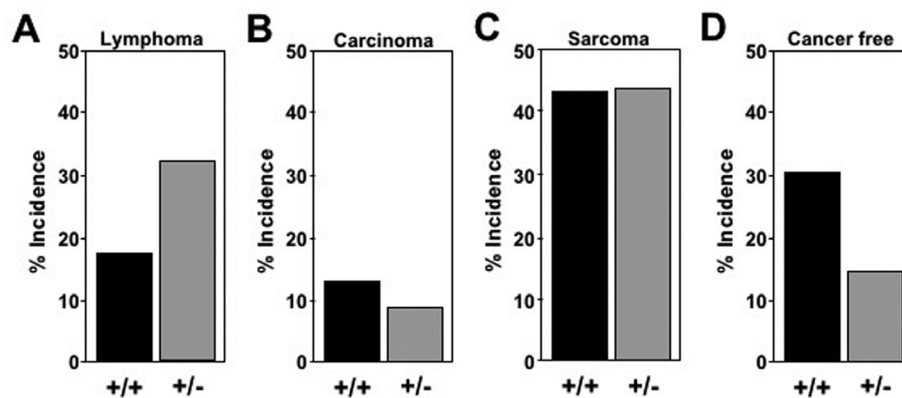 A
Lymphoma
% Incidence
50
40
30
20
10
0
+/+ +/-
B
Carcinoma
% Incidence
50
40
30
20
10
0
+/+ +/-
C
Sarcoma
% Incidence
50
40
30
20
10
0
+/+ +/-
D
Cancer free
% Incidence
50
40
30
20
10
0
+/+ +/-